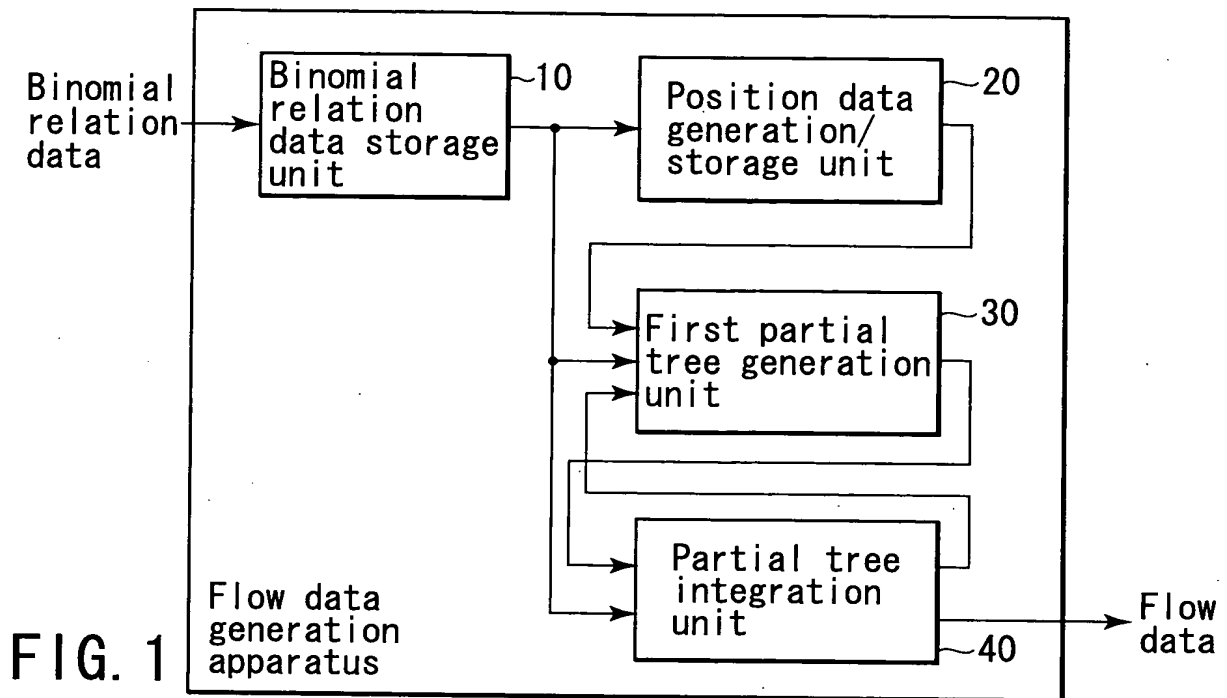 Binomial
relation
data
Binomial
relation
data storage
unit
10
Position data
generation/
storage unit
20
First partial
tree generation
unit
30
Partial tree
integration
unit
40
Flow data
generation
apparatus
Flow
data
FIG. 1